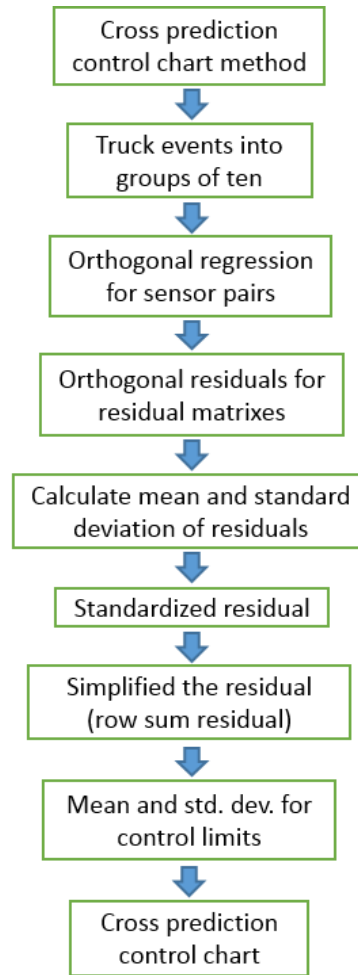 Cross prediction
control chart method
Truck events into
groups of ten
Orthogonal regression
for sensor pairs
Orthogonal residuals for
residual matrixes
Calculate mean and standard
deviation of residuals
Standardized residual
Simplified the residual
(row sum residual)
Mean and std. dev. for
control limits
Cross prediction
control chart